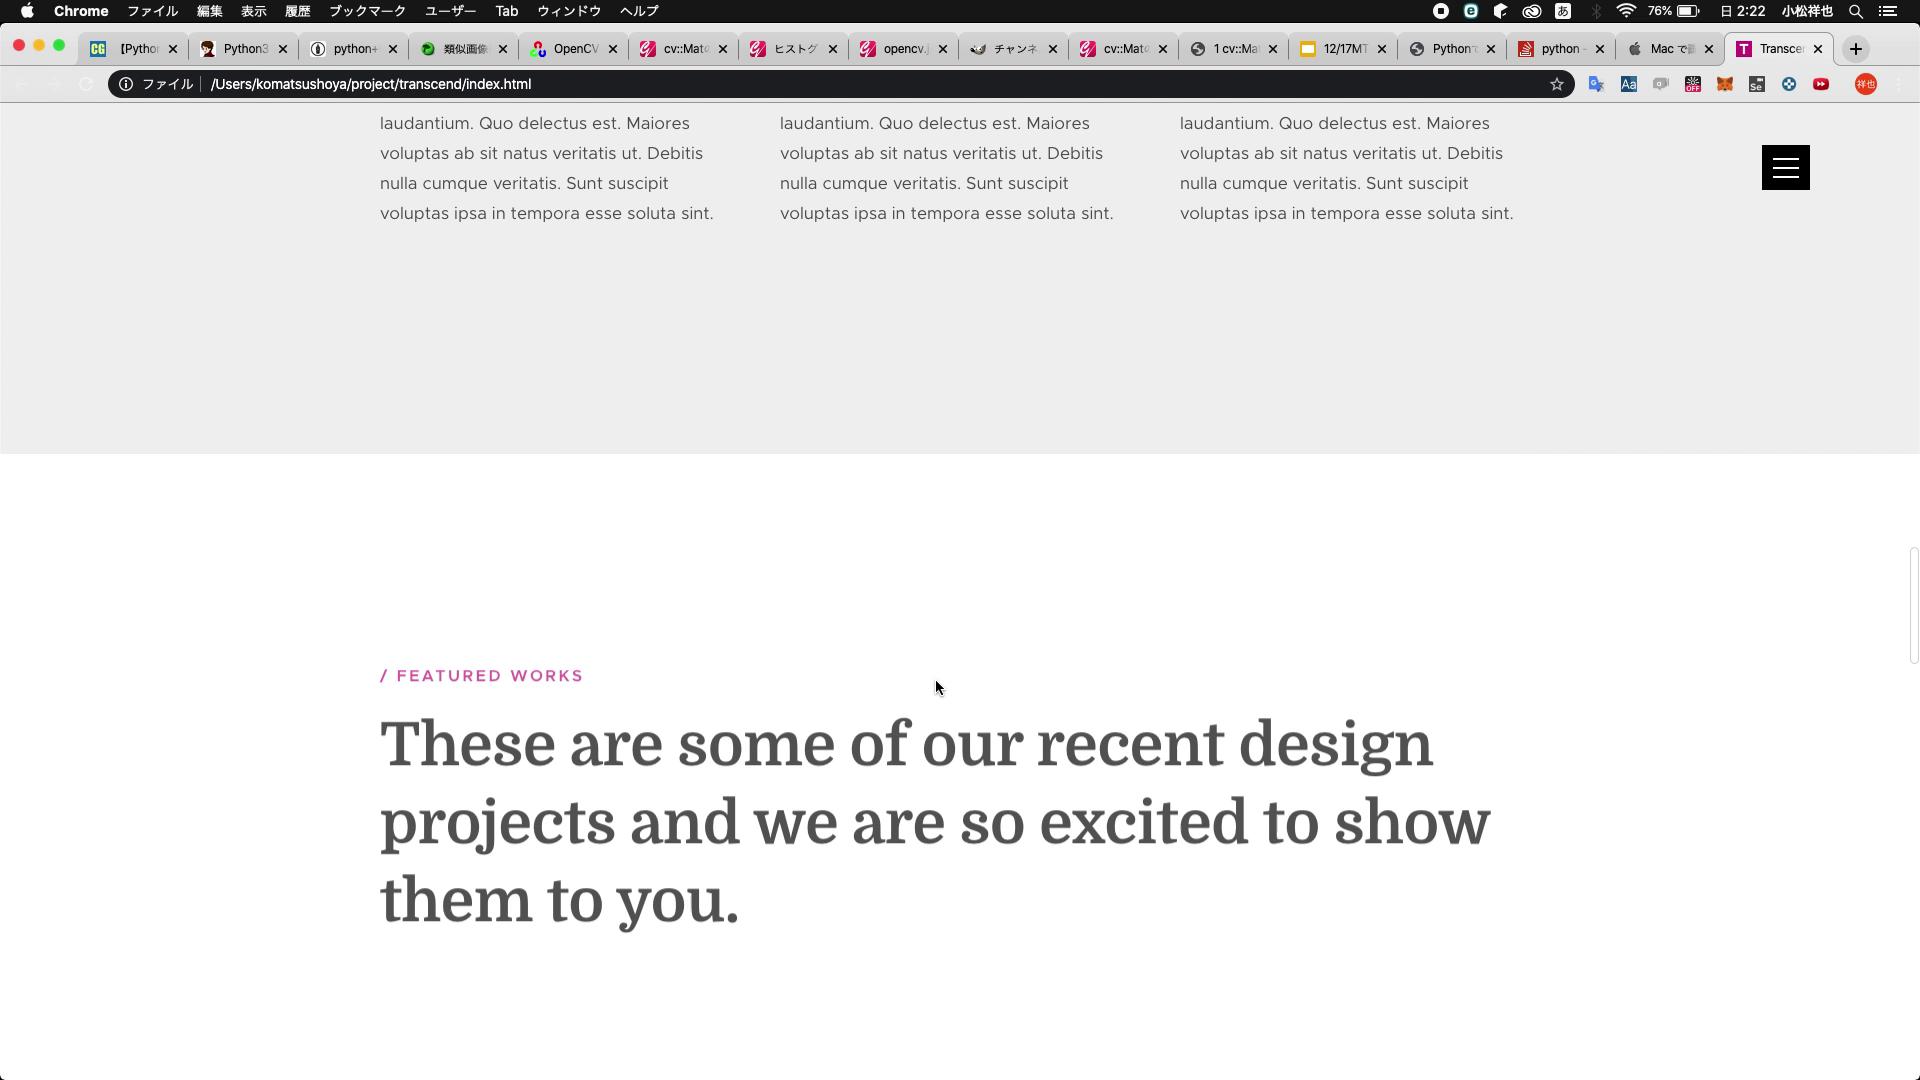 Chrome ファイル 編集 表示 履歴 ブックマーク ユーザー Tab ウィンドウ ヘルプ あ 76% 日 2:22 小松祥也
CG 【Pytho Python3 python+ 類似画像 OpenCV cv::Mat ヒストグ opencv.j チャンネ cv::Mat 1 cv::Ma 12/17MT Python python - Mac で T Transce
ファイル /Users/komatsushoya/project/transcend/index.html Aa OFF Se 祥也
laudantium. Quo delectus est. Maiores laudantium. Quo delectus est. Maiores laudantium. Quo delectus est. Maiores
voluptas ab sit natus veritatis ut. Debitis voluptas ab sit natus veritatis ut. Debitis voluptas ab sit natus veritatis ut. Debitis
nulla cumque veritatis. Sunt suscipit nulla cumque veritatis. Sunt suscipit nulla cumque veritatis. Sunt suscipit
voluptas ipsa in tempora esse soluta sint. voluptas ipsa in tempora esse soluta sint. voluptas ipsa in tempora esse soluta sint.
/ FEATURED WORKS
These are some of our recent design
projects and we are so excited to show
them to you.